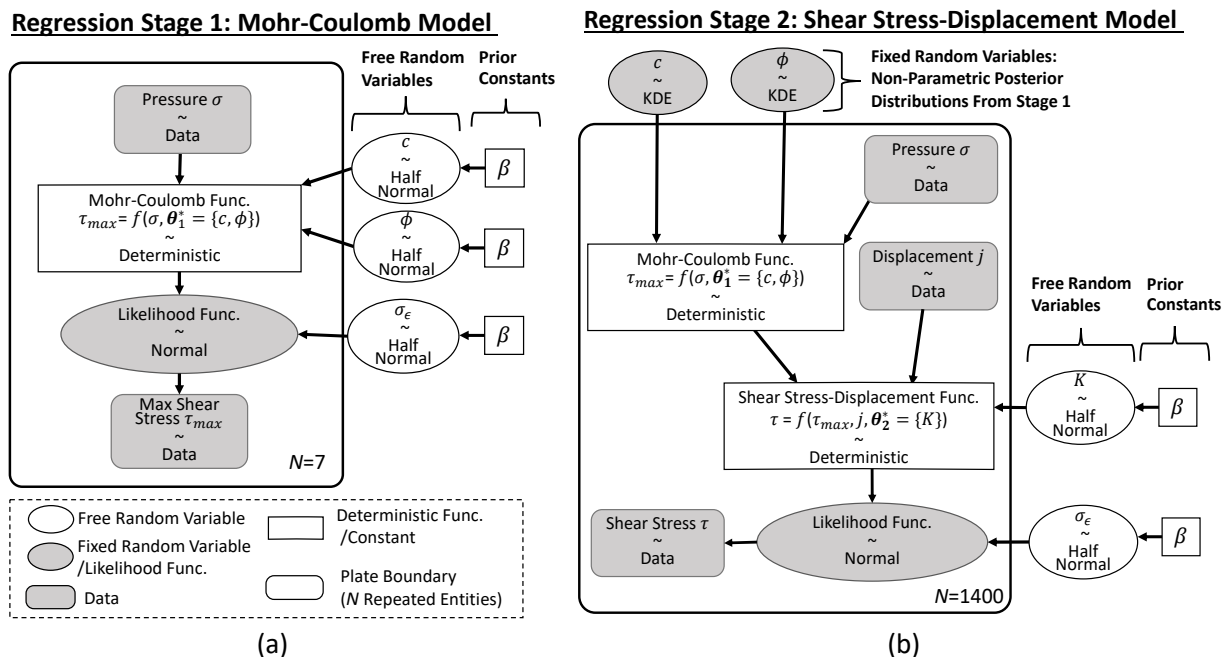 Regression Stage 1: Mohr-Coulomb Model
Free Random
Variables
Prior
Constants
Pressure σ
~
Data
c
~
Half
Normal
β
Mohr-Coulomb Func.
τmax = f(σ, θ₁* = {c, ϕ})
~
Deterministic
ϕ
~
Half
Normal
β
Likelihood Func.
~
Normal
σϵ
~
Half
Normal
β
Max Shear
Stress τmax
~
Data
N=7
Free Random Variable
Fixed Random Variable
/Likelihood Func.
Data
Deterministic Func.
/Constant
Plate Boundary
(N Repeated Entities)
(a)
Regression Stage 2: Shear Stress-Displacement Model
c
~
KDE
ϕ
~
KDE
Fixed Random Variables:
Non-Parametric Posterior
Distributions From Stage 1
Pressure σ
~
Data
Mohr-Coulomb Func.
τmax = f(σ, θ₁* = {c, ϕ})
~
Deterministic
Displacement j
~
Data
Free Random
Variables
Prior
Constants
Shear Stress-Displacement Func.
τ = f(τmax, j, θ₂* = {K})
~
Deterministic
K
~
Half
Normal
β
Shear Stress τ
~
Data
Likelihood Func.
~
Normal
σϵ
~
Half
Normal
β
N=1400
(b)